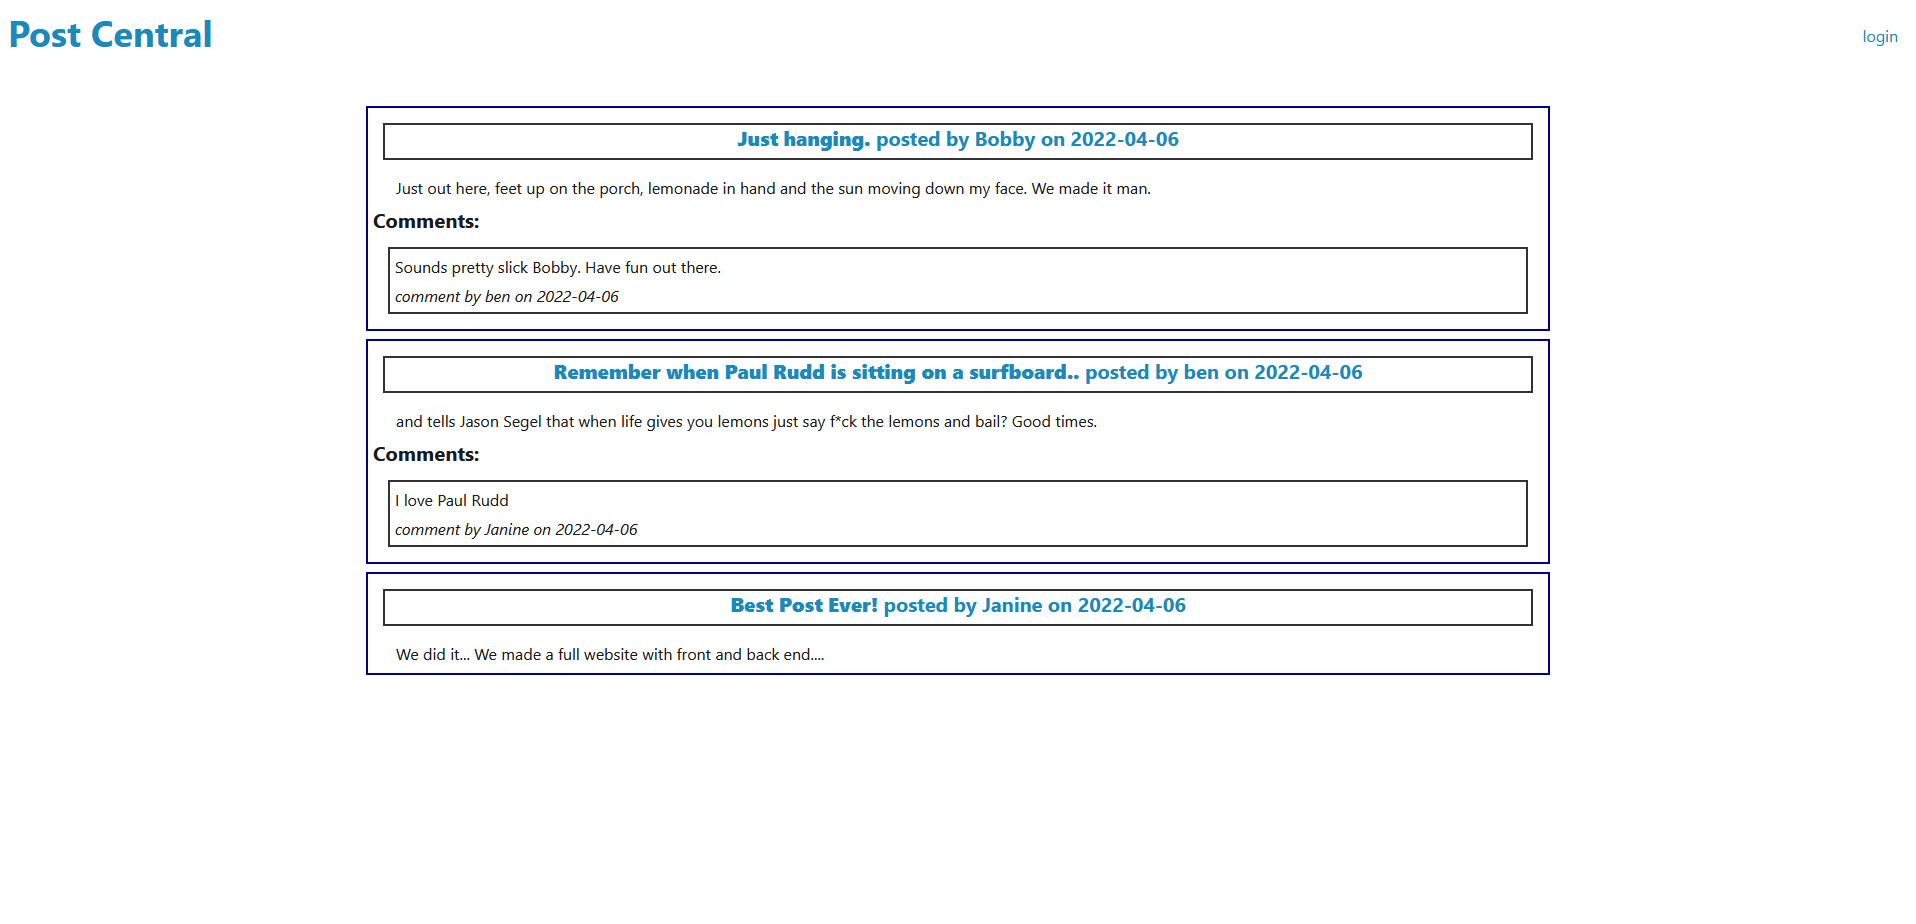 Post Central
login
Just hanging. posted by Bobby on 2022-04-06
Just out here, feet up on the porch, lemonade in hand and the sun moving down my face. We made it man.
Comments:
Sounds pretty slick Bobby. Have fun out there.
comment by ben on 2022-04-06
Remember when Paul Rudd is sitting on a surfboard.. posted by ben on 2022-04-06
and tells Jason Segel that when life gives you lemons just say f*ck the lemons and bail? Good times.
Comments:
I love Paul Rudd
comment by Janine on 2022-04-06
Best Post Ever! posted by Janine on 2022-04-06
We did it... We made a full website with front and back end....